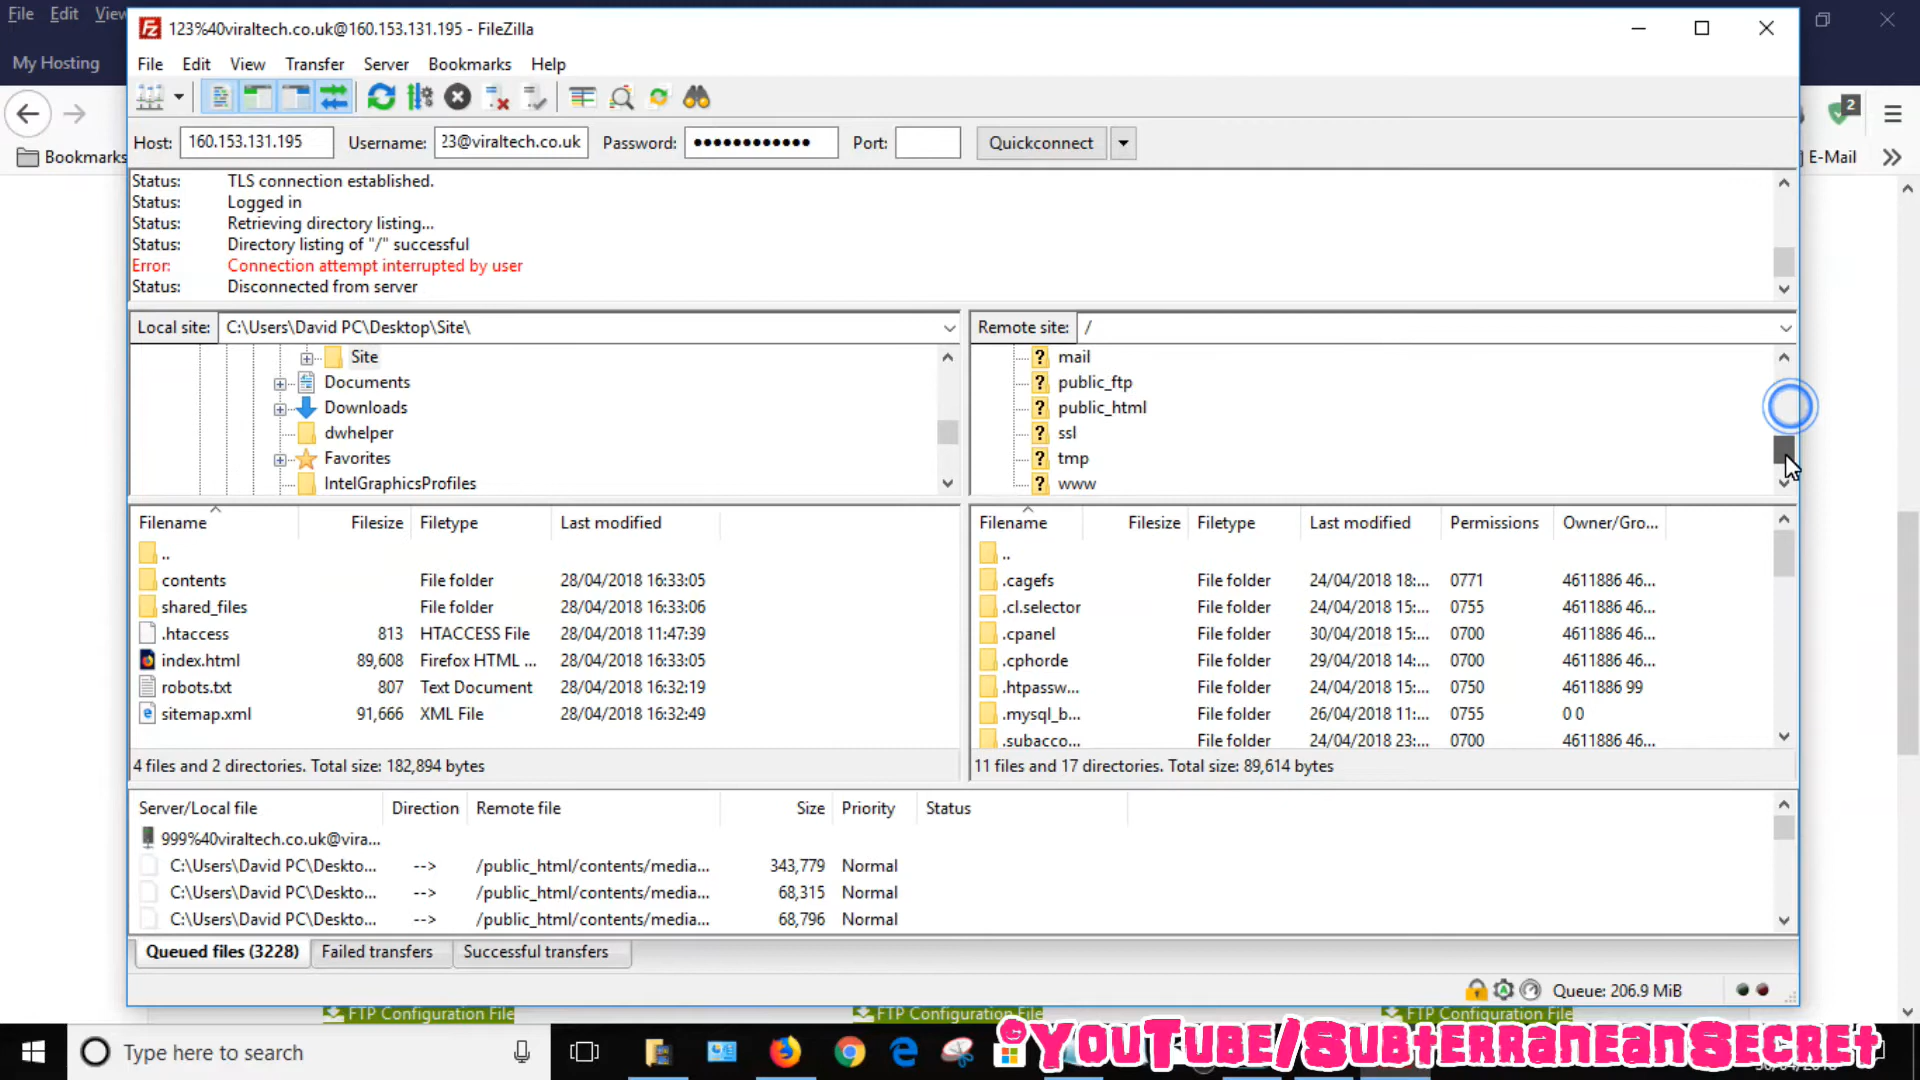 File Edit View
My Hosting
Bookmarks
2
E-Mail
123%40viraltech.co.uk@160.153.131.195 - FileZilla
File Edit View Transfer Server Bookmarks Help
Host: 160.153.131.195 Username: 23@viraltech.co.uk Password: ●●●●●●●●●●●● Port: Quickconnect
Status: TLS connection established.
Status: Logged in
Status: Retrieving directory listing...
Status: Directory listing of "/" successful
Error: Connection attempt interrupted by user
Status: Disconnected from server
Local site: C:\Users\David PC\Desktop\Site\
Site
Documents
Downloads
dwhelper
Favorites
IntelGraphicsProfiles
Remote site: /
? mail
? public_ftp
? public_html
? ssl
? tmp
? www
Filename Filesize Filetype Last modified
..
contents File folder 28/04/2018 16:33:05
shared_files File folder 28/04/2018 16:33:06
.htaccess 813 HTACCESS File 28/04/2018 11:47:39
index.html 89,608 Firefox HTML ... 28/04/2018 16:33:05
robots.txt 807 Text Document 28/04/2018 16:32:19
sitemap.xml 91,666 XML File 28/04/2018 16:32:49
4 files and 2 directories. Total size: 182,894 bytes
Filename Filesize Filetype Last modified Permissions Owner/Gro...
..
.cagefs File folder 24/04/2018 18:... 0771 4611886 46...
.cl.selector File folder 24/04/2018 15:... 0755 4611886 46...
.cpanel File folder 30/04/2018 15:... 0700 4611886 46...
.cphorde File folder 29/04/2018 14:... 0700 4611886 46...
.htpassw... File folder 24/04/2018 15:... 0750 4611886 99
.mysql_b... File folder 26/04/2018 11:... 0755 0 0
.subacco... File folder 24/04/2018 23:... 0700 4611886 46...
11 files and 17 directories. Total size: 89,614 bytes
Server/Local file Direction Remote file Size Priority Status
999%40viraltech.co.uk@vira...
C:\Users\David PC\Deskto... --> /public_html/contents/media... 343,779 Normal
C:\Users\David PC\Deskto... --> /public_html/contents/media... 68,315 Normal
C:\Users\David PC\Deskto... --> /public_html/contents/media... 68,796 Normal
Queued files (3228) Failed transfers Successful transfers
Queue: 206.9 MiB
FTP Configuration File FTP Configuration File FTP Configuration File
Type here to search
@YouTube/SubterraneanSecret